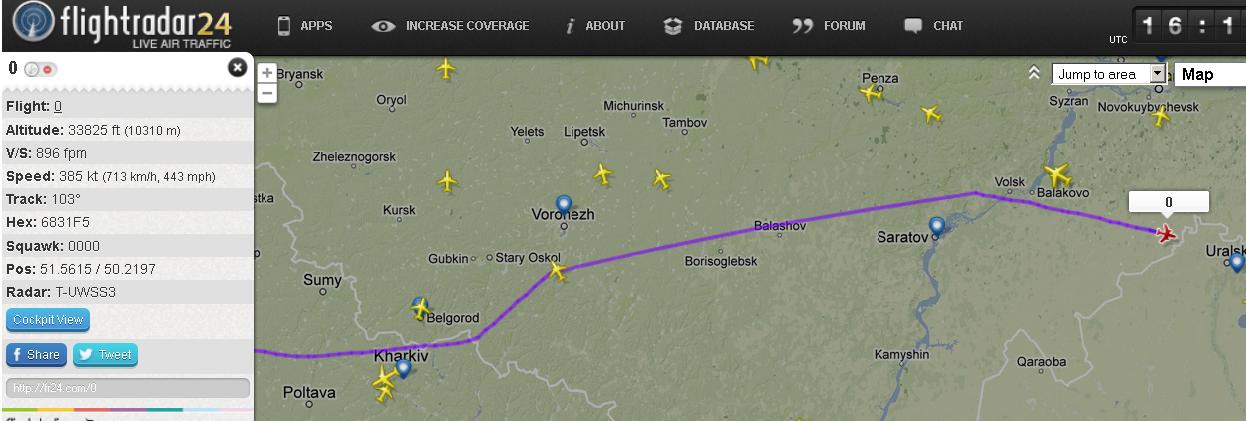 flightradar24
LIVE AIR TRAFFIC
APPS
INCREASE COVERAGE
ABOUT
DATABASE
FORUM
CHAT
UTC
16:1
0
Flight: 0
Altitude: 33825 ft (10310 m)
V/S: 896 fpm
Speed: 385 kt (713 km/h, 443 mph)
Track: 103°
Hex: 6831F5
Squawk: 0000
Pos: 51.5615 / 50.2197
Radar: T-UWSS3
Cockpit View
Share
Tweet
http://fr24.com/0
+
−
Jump to area
Map
Bryansk
Penza
Oryol
Michurinsk
Syzran
Novokuybyshevsk
Tambov
Yelets
Lipetsk
Zheleznogorsk
Volsk
Balakovo
0
Kursk
Voronezh
Balashov
Saratov
Gubkin
Stary Oskol
Borisoglebsk
Uralsk
Sumy
Belgorod
Kharkiv
Kamyshin
Qaraoba
Poltava